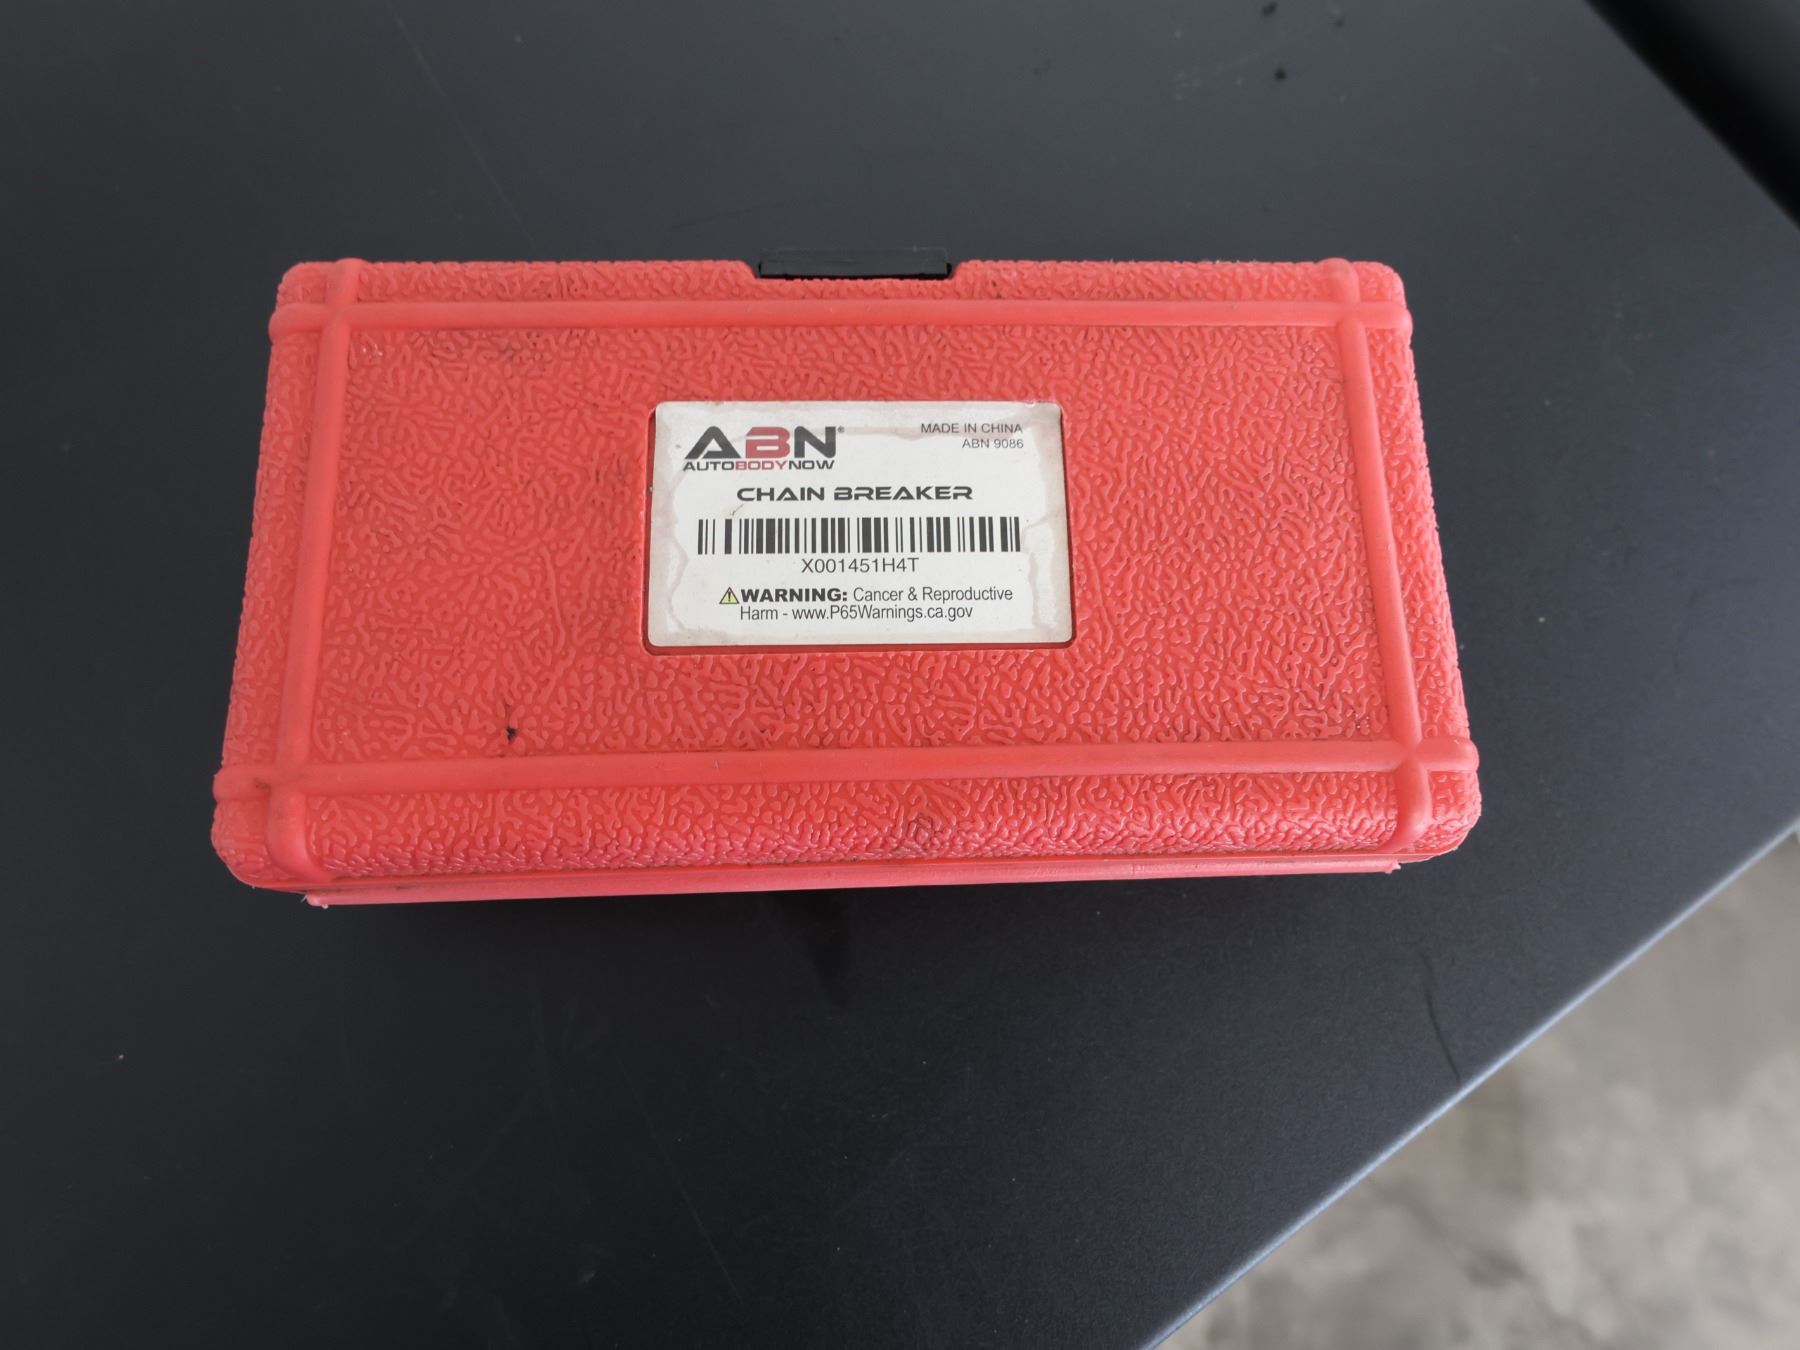 ABN®
AUTOBODYNOW
MADE IN CHINA
ABN 9086
CHAIN BREAKER
X001451H4T
WARNING: Cancer & Reproductive
Harm - www.P65Warnings.ca.gov